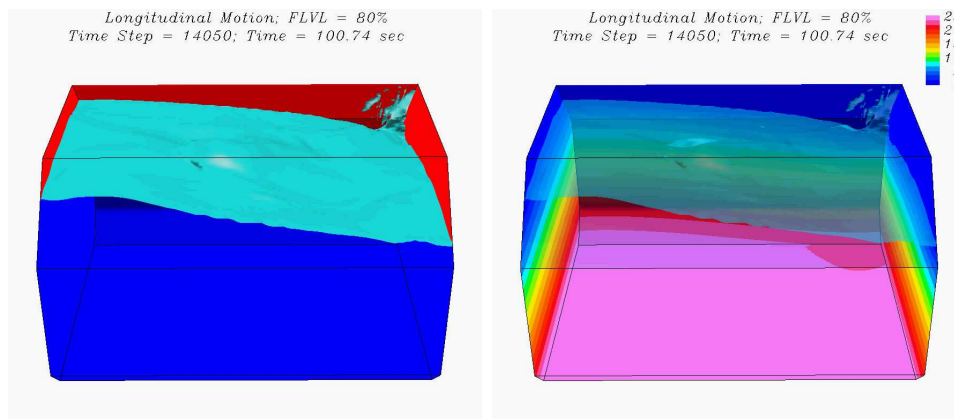 Longitudinal Motion; FLVL = 80%
Time Step = 14050; Time = 100.74 sec
Longitudinal Motion; FLVL = 80%
Time Step = 14050; Time = 100.74 sec